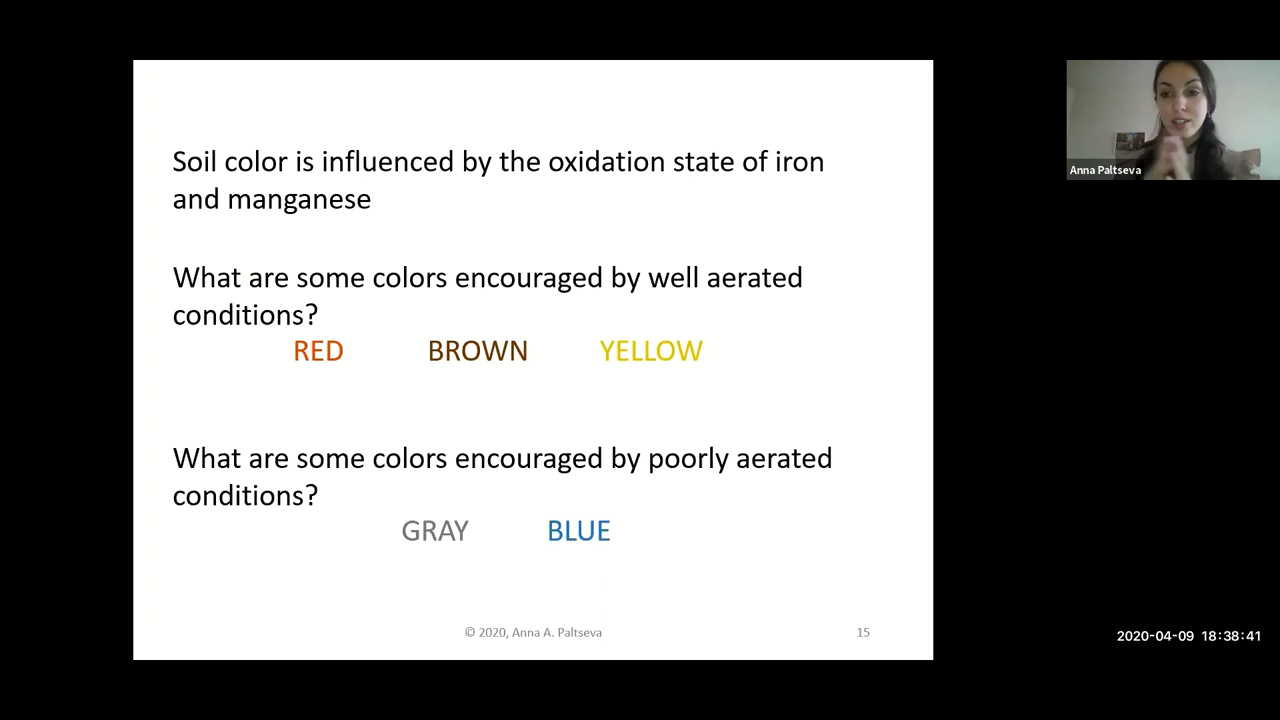 Soil color is influenced by the oxidation state of iron
and manganese
What are some colors encouraged by well aerated
conditions?
RED BROWN YELLOW
What are some colors encouraged by poorly aerated
conditions?
GRAY BLUE
© 2020, Anna A. Paltseva
15
Anna Paltseva
2020-04-09 18:38:41